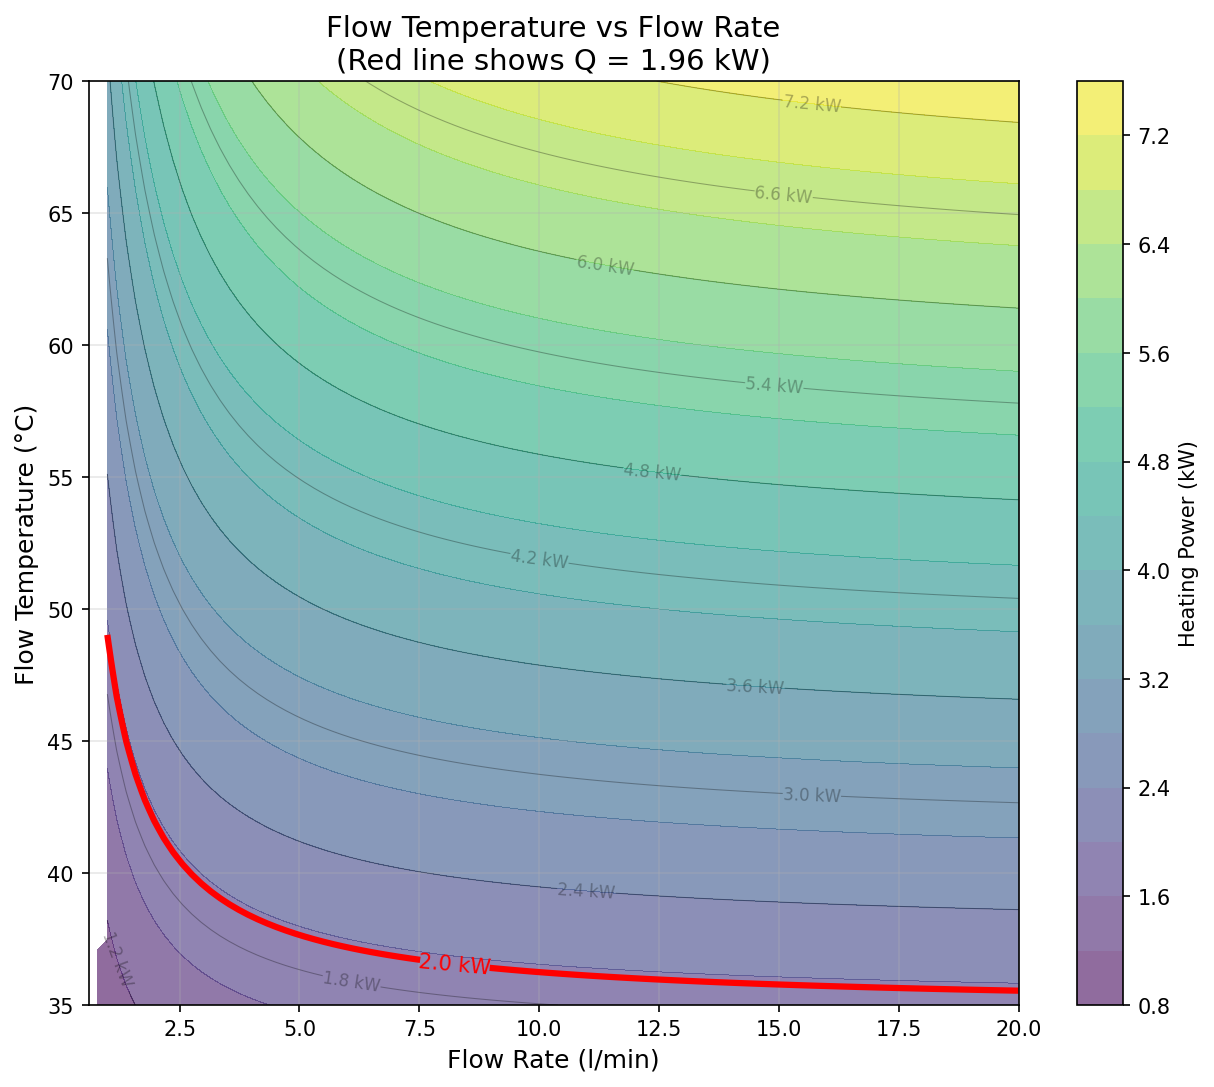 Flow Temperature vs Flow Rate
(Red line shows Q = 1.96 kW)
70
65
60
55
50
45
40
35
Flow Temperature (°C)
7.2 kW
6.6 kW
6.0 kW
5.4 kW
4.8 kW
4.2 kW
3.6 kW
3.0 kW
2.4 kW
2.0 kW
1.8 kW
1.2 kW
2.5
5.0
7.5
10.0
12.5
15.0
17.5
20.0
Flow Rate (l/min)
7.2
6.4
5.6
4.8
4.0
3.2
2.4
1.6
0.8
Heating Power (kW)